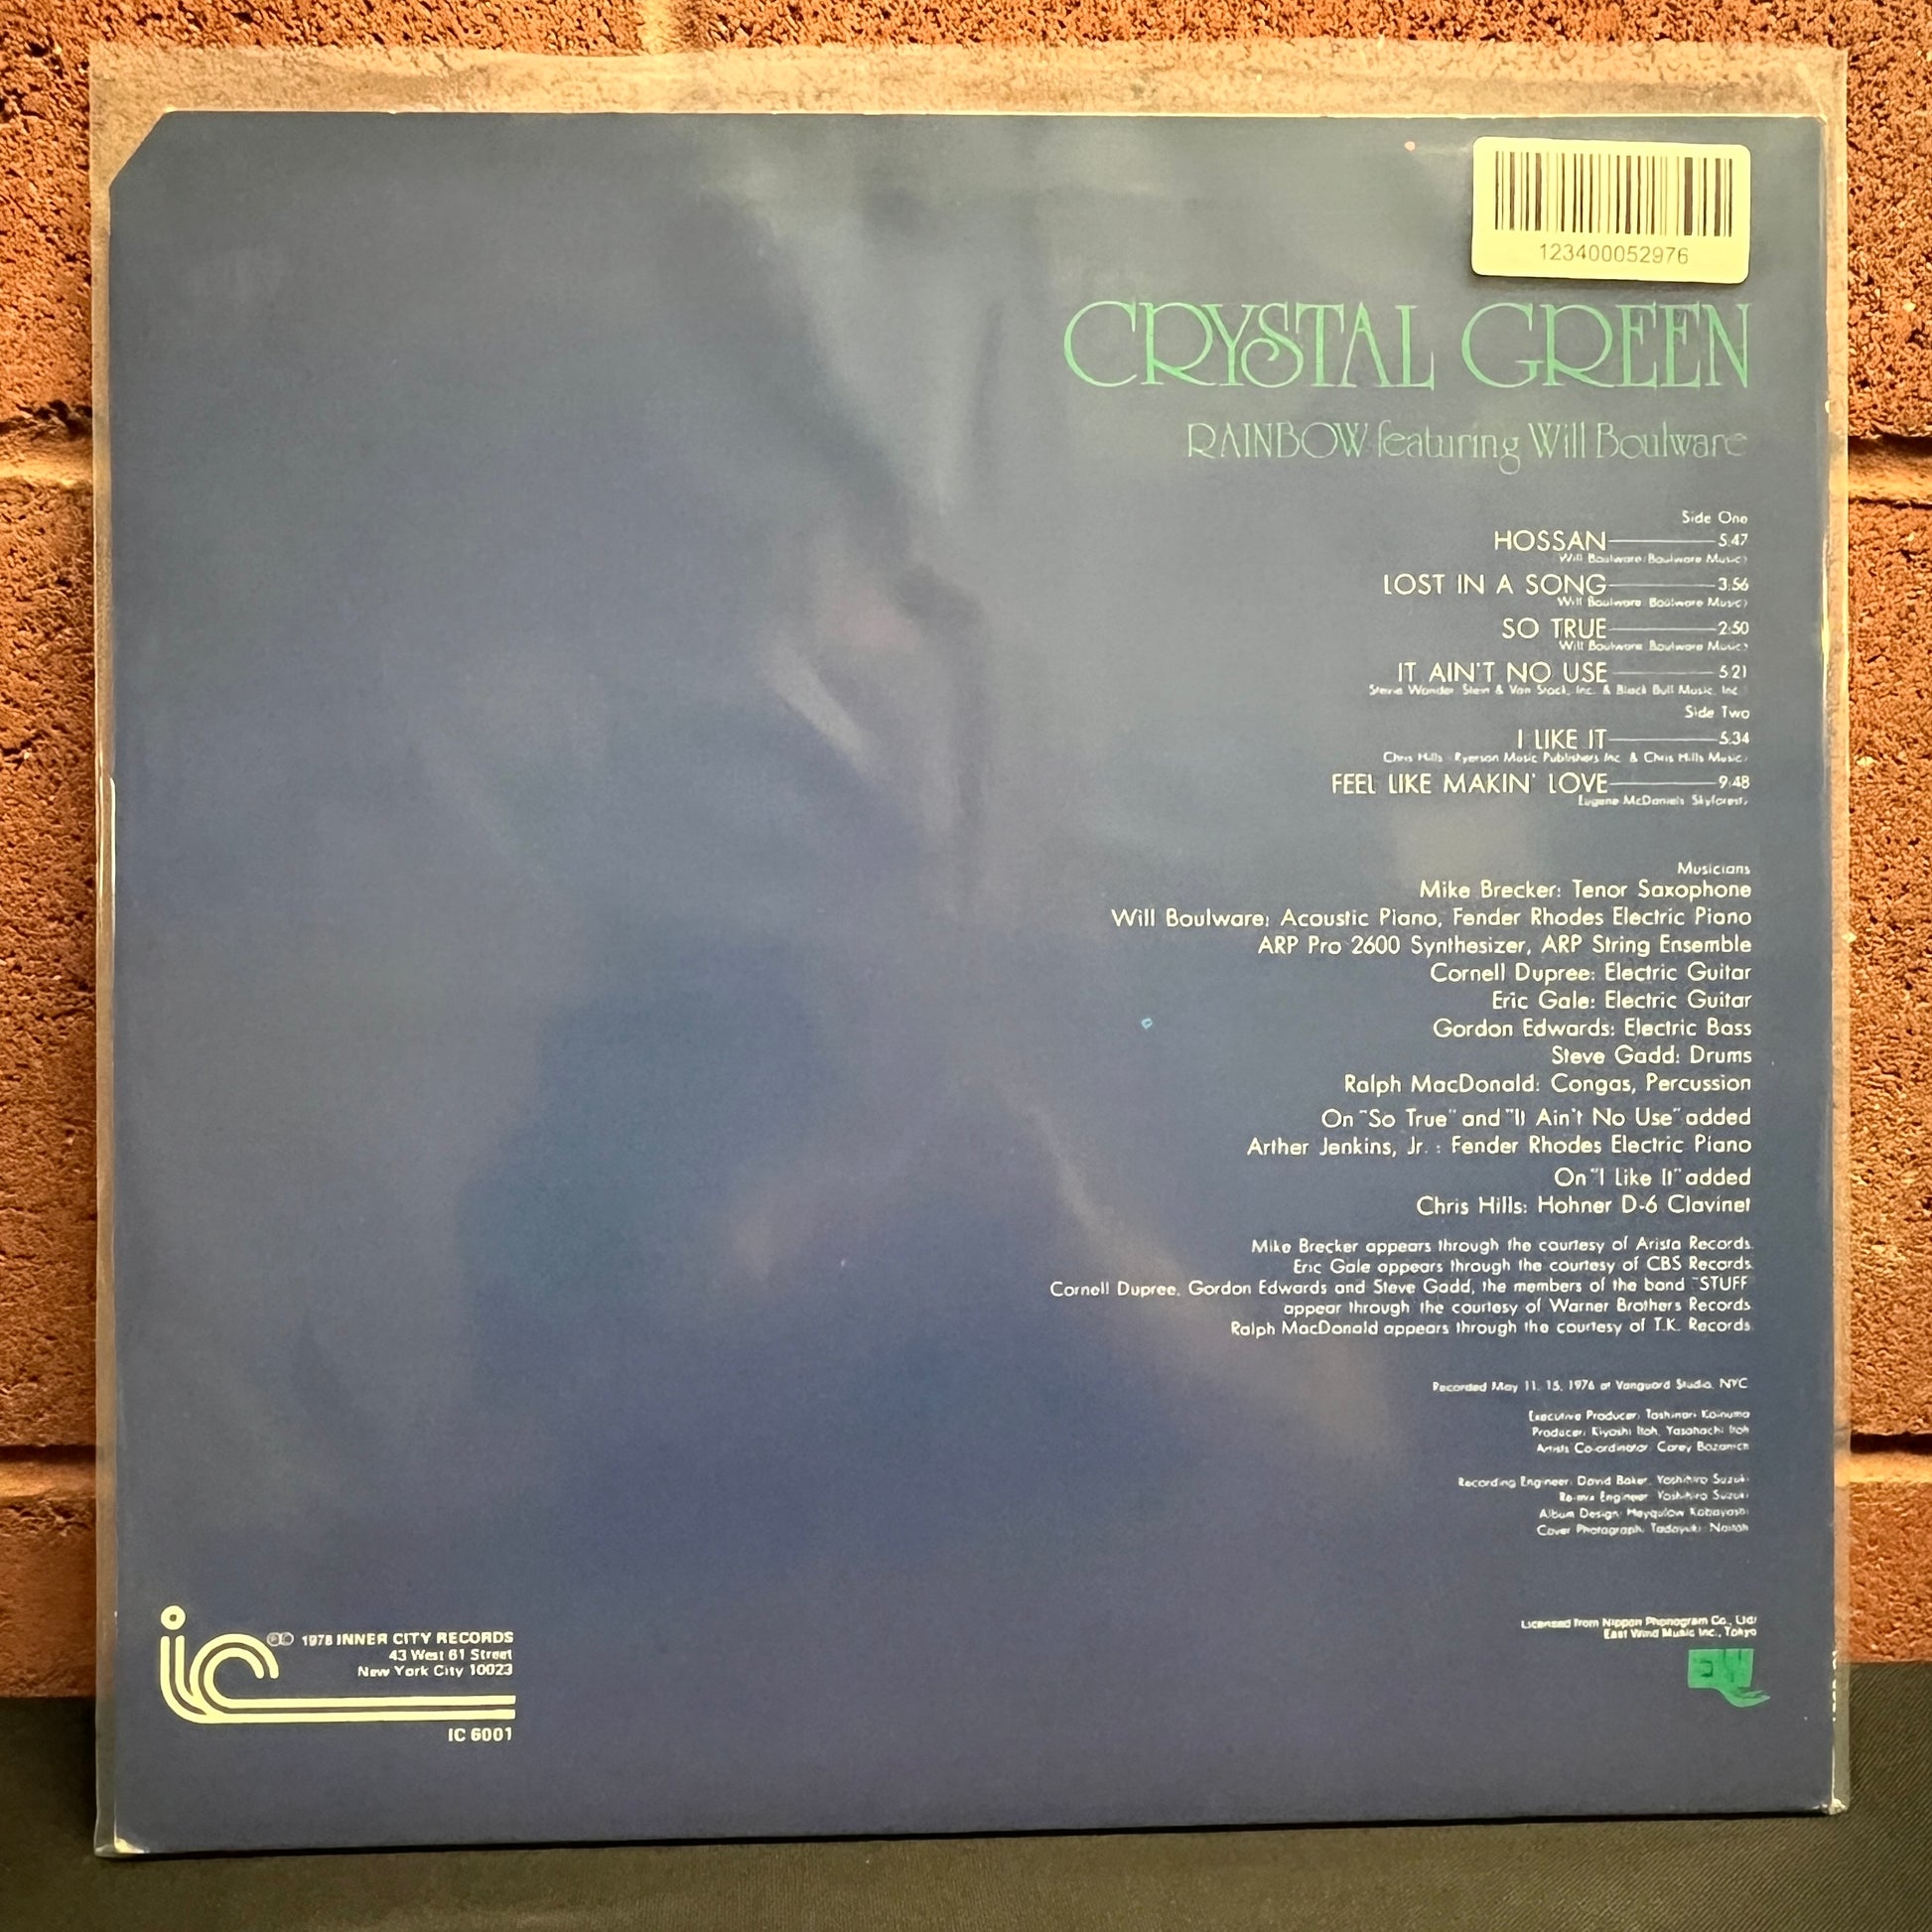 123400052976
CRYSTAL GREEN
RAINBOW featuring Will Boulware
Side One
HOSSAN 5:47
Will Boulware (Boulware Music)
LOST IN A SONG 3:56
Will Boulware (Boulware Music)
SO TRUE 2:50
Will Boulware (Boulware Music)
IT AIN'T NO USE 5:21
Stevie Wonder Stein & Van Stock, Inc. & Black Bull Music, Inc.
Side Two
I LIKE IT 5:34
Chris Hills (Ryerson Music Publishers Inc. & Chris Hills Music)
FEEL LIKE MAKIN' LOVE 9:48
Eugene McDaniels Skyforest
Musicians
Mike Brecker: Tenor Saxophone
Will Boulware: Acoustic Piano, Fender Rhodes Electric Piano
ARP Pro 2600 Synthesizer, ARP String Ensemble
Cornell Dupree: Electric Guitar
Eric Gale: Electric Guitar
Gordon Edwards: Electric Bass
Steve Gadd: Drums
Ralph MacDonald: Congas, Percussion
On "So True" and "It Ain't No Use" added
Arther Jenkins, Jr. : Fender Rhodes Electric Piano
On "I Like It" added
Chris Hills: Hohner D-6 Clavinet
Mike Brecker appears through the courtesy of Arista Records.
Eric Gale appears through the courtesy of CBS Records.
Cornell Dupree, Gordon Edwards and Steve Gadd, the members of the band "STUFF"
appear through the courtesy of Warner Brothers Records.
Ralph MacDonald appears through the courtesy of T.K. Records.
Recorded May 11, 15, 1976 at Vanguard Studio, NYC
Executive Producer: Toshinari Koinuma
Producer: Kiyoshi Itoh, Yasohachi Itoh
Artists Co-ordinator: Carey Bozanich
Recording Engineer: David Baker, Yoshihiro Suzuki
Re-mix Engineer: Yoshihiro Suzuki
Album Design: Kobayashi
Cover Photograph: Tadayuki Naitoh
Licensed from Nippon Phonogram Co., Ltd/
East Wind Music Inc., Tokyo
EW
ic
℗© 1978 INNER CITY RECORDS
43 West 61 Street
New York City 10023
IC 6001